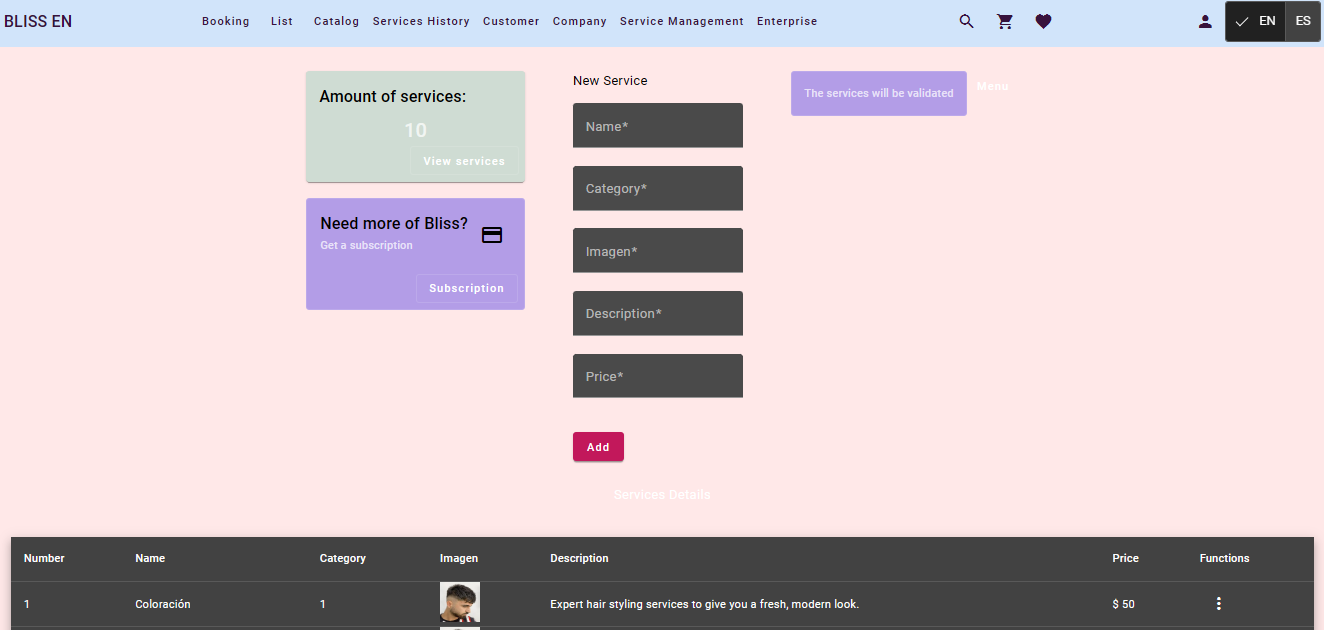 BLISS EN
Booking List Catalog Services History Customer Company Service Management Enterprise
EN ES
Amount of services:
10
View services
Need more of Bliss?
Get a subscription
Subscription
New Service
Name*
Category*
Imagen*
Description*
Price*
Add
The services will be validated
Menu
Services Details
Number Name Category Imagen Description Price Functions
1 Coloración 1 Expert hair styling services to give you a fresh, modern look. $ 50